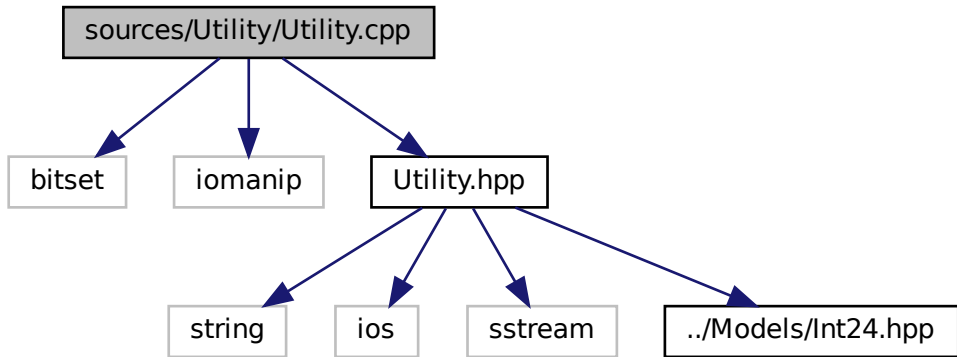 sources/Utility/Utility.cpp
bitset
iomanip
Utility.hpp
string
ios
sstream
../Models/Int24.hpp